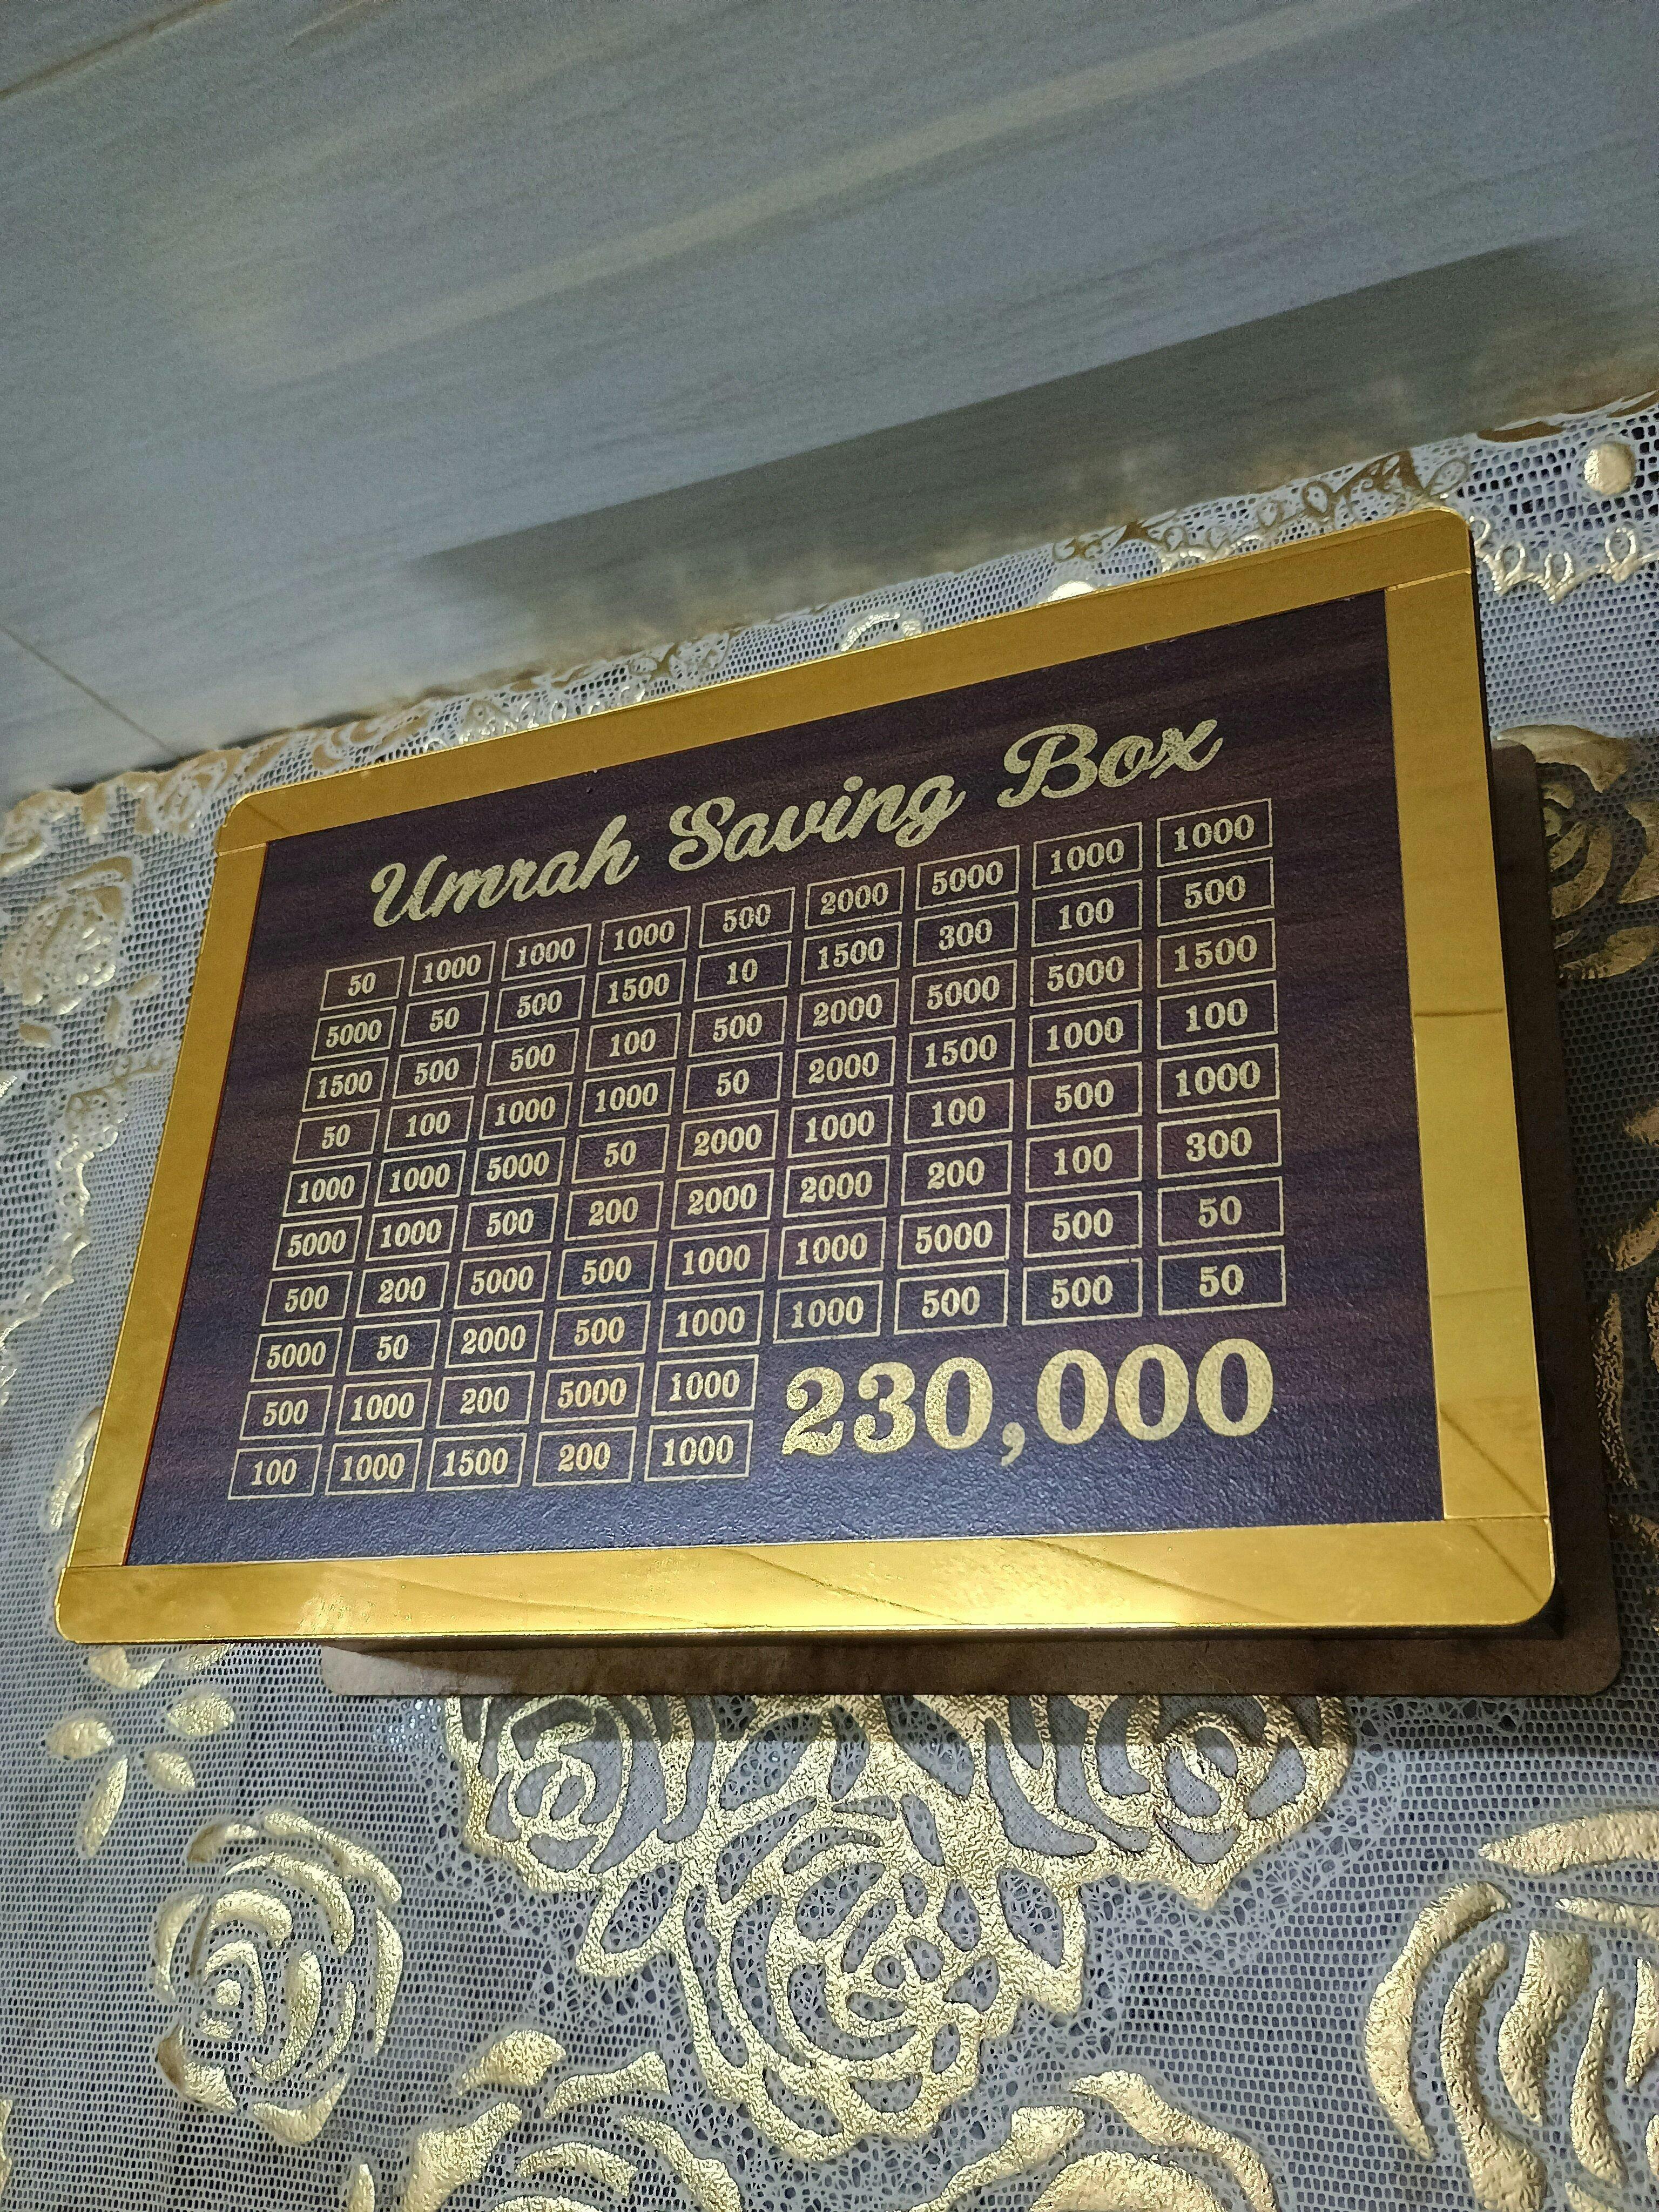 Umrah Saving Box
50 1000 1000 1000 500 2000 5000 1000 1000
5000 50 500 1500 10 1500 300 100 500
1500 500 500 100 500 2000 5000 5000 1500
50 100 1000 1000 50 2000 1500 1000 100
1000 1000 5000 50 2000 1000 100 500 1000
5000 1000 500 200 2000 2000 200 100 300
500 200 5000 500 1000 1000 5000 500 50
5000 50 2000 500 1000 1000 500 500 50
500 1000 200 5000 1000
100 1000 1500 200 1000
230,000